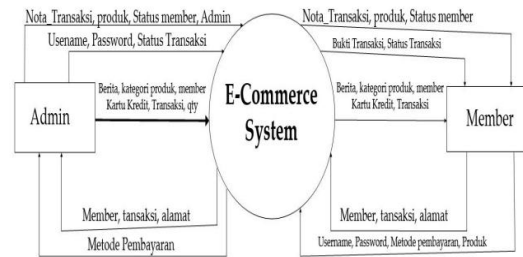 Nota_Transaksi, produk, Status member, Admin
Usename, Password, Status Transaksi
Berita, kategori produk, member
Kartu Kredit, Transaksi, qty
Admin
Member, tansaksi, alamat
Metode Pembayaran
E-Commerce
System
Nota_Transaksi, produk, Status member
Bukti Transaksi, Status Transaksi
Berita, kategori produk, member
Kartu Kredit, Transaksi
Member
Member, tansaksi, alamat
Username, Password, Metode pembayaran, Produk